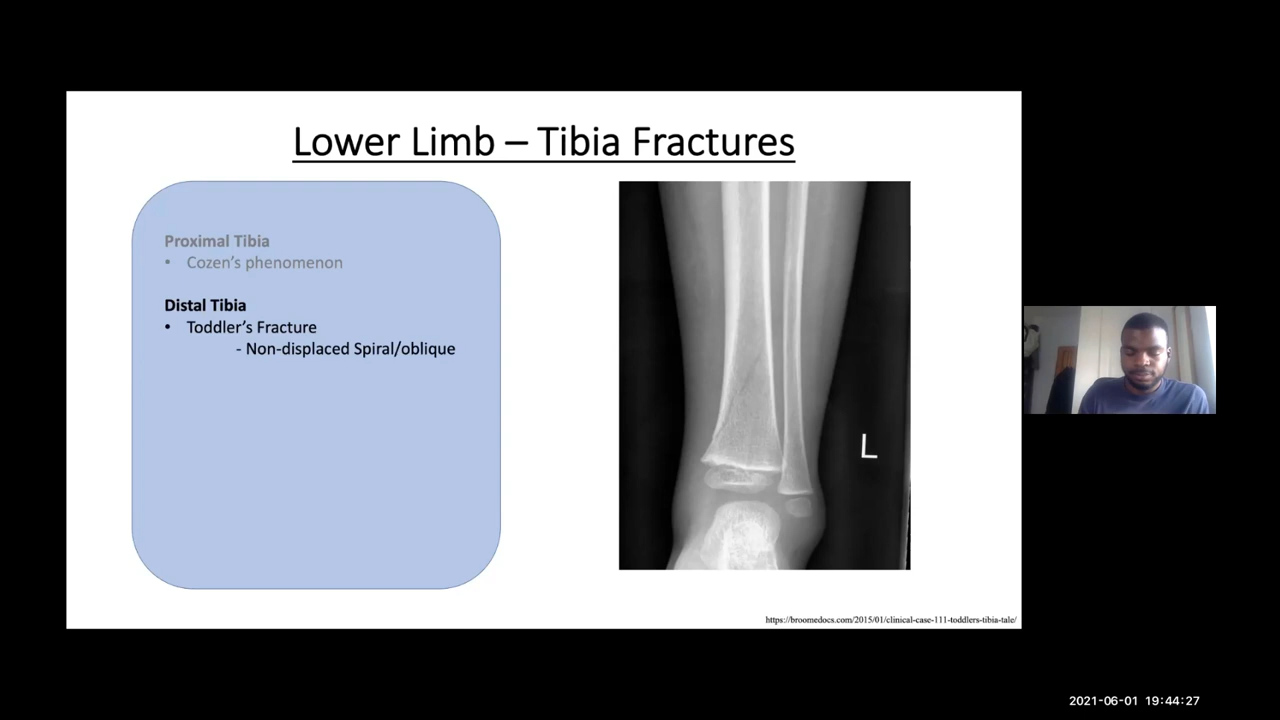 Lower Limb – Tibia Fractures
Proximal Tibia
• Cozen's phenomenon
Distal Tibia
• Toddler's Fracture
- Non-displaced Spiral/oblique
L
https://broomedocs.com/2015/01/clinical-case-111-toddlers-tibia-tale/
2021-06-01 19:44:27